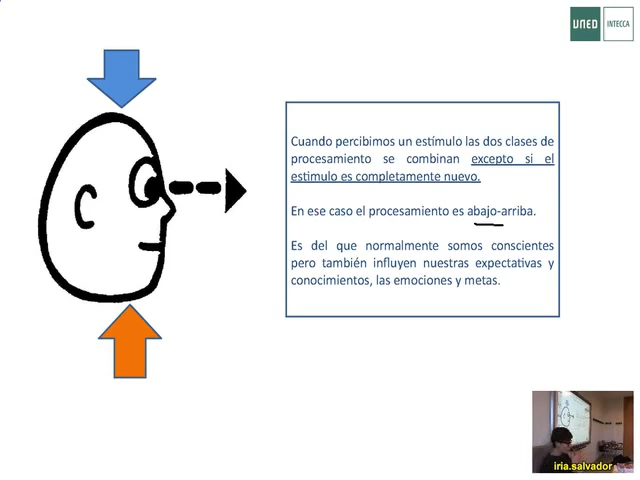 UNED INTECCA
Cuando percibimos un estímulo las dos clases de
procesamiento se combinan excepto si el
estimulo es completamente nuevo.
En ese caso el procesamiento es abajo-arriba.
Es del que normalmente somos conscientes
pero también influyen nuestras expectativas y
conocimientos, las emociones y metas.
iria.salvador